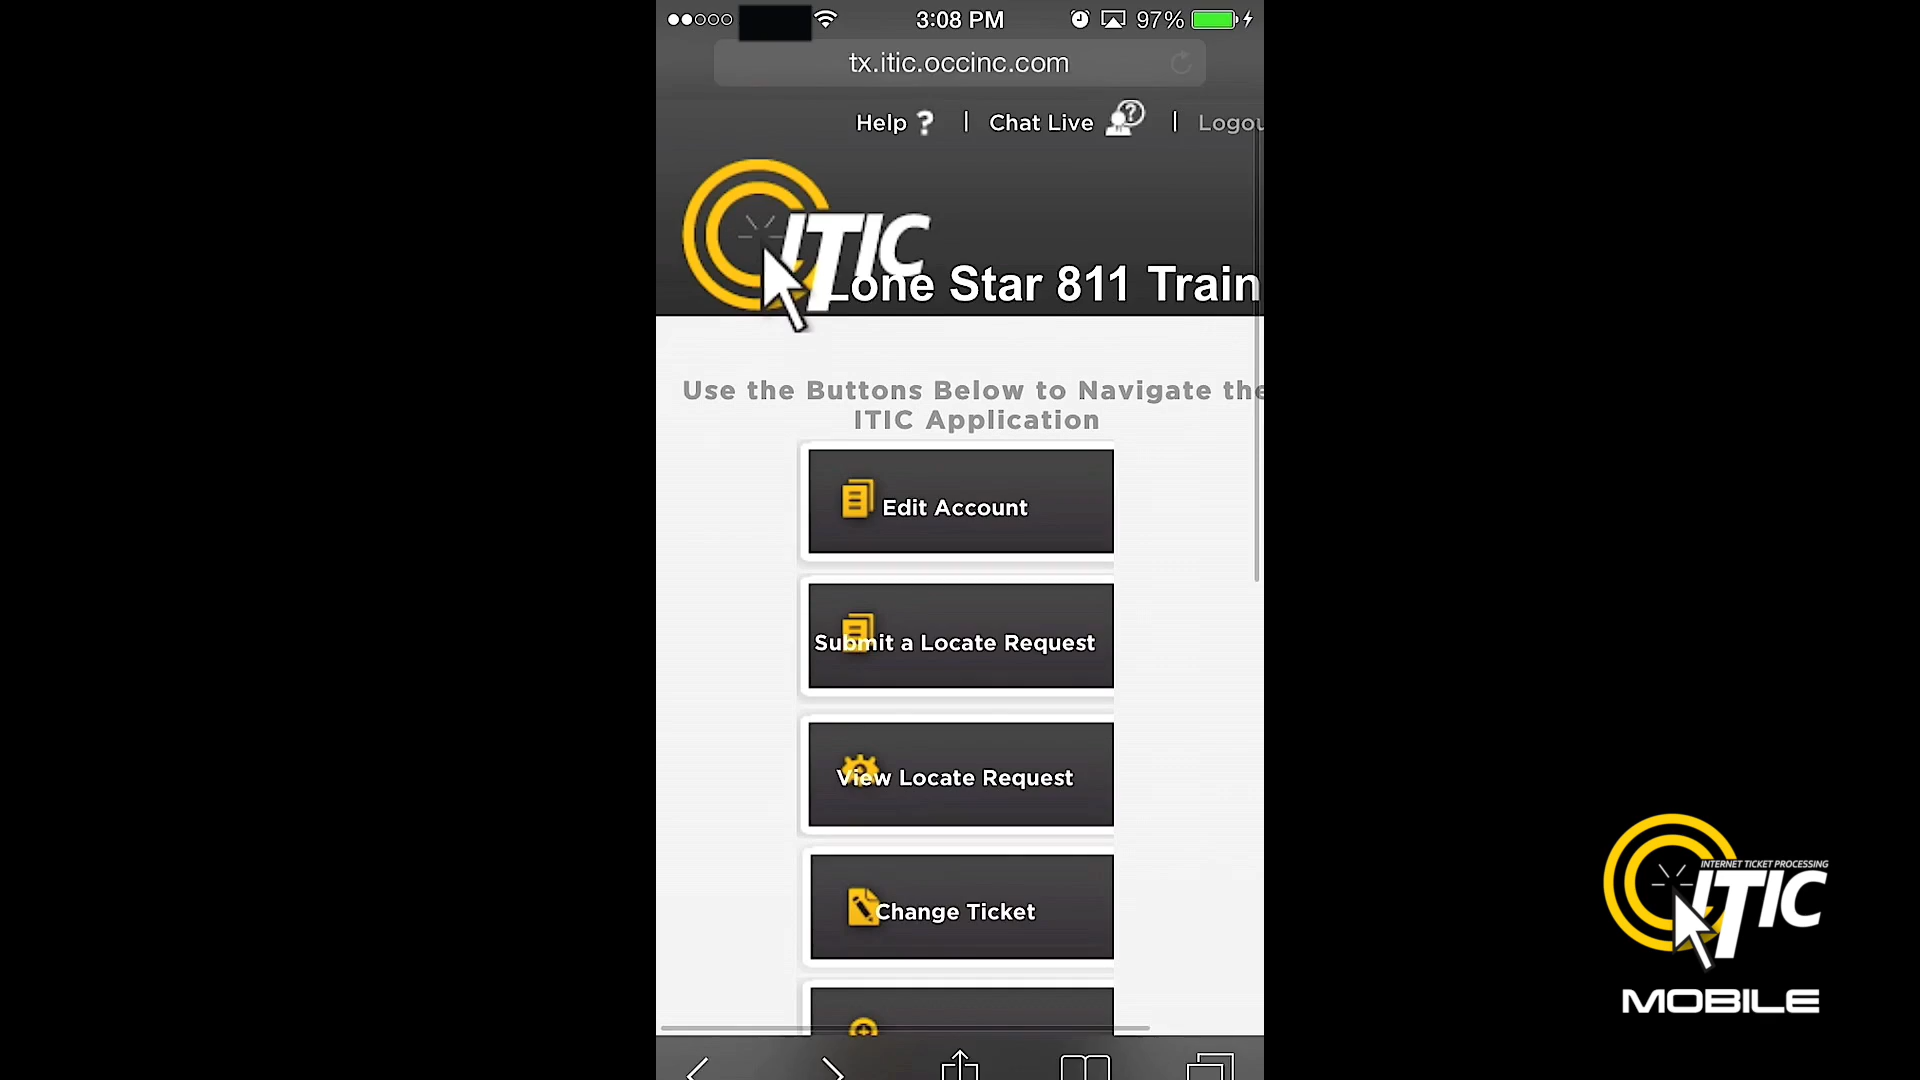 3:08 PM
97%
tx.itic.occinc.com
Help ? | Chat Live | Logou
ITIC
Lone Star 811 Train
Use the Buttons Below to Navigate the
ITIC Application
Edit Account
Submit a Locate Request
View Locate Request
Change Ticket
INTERNET TICKET PROCESSING
ITIC
MOBILE